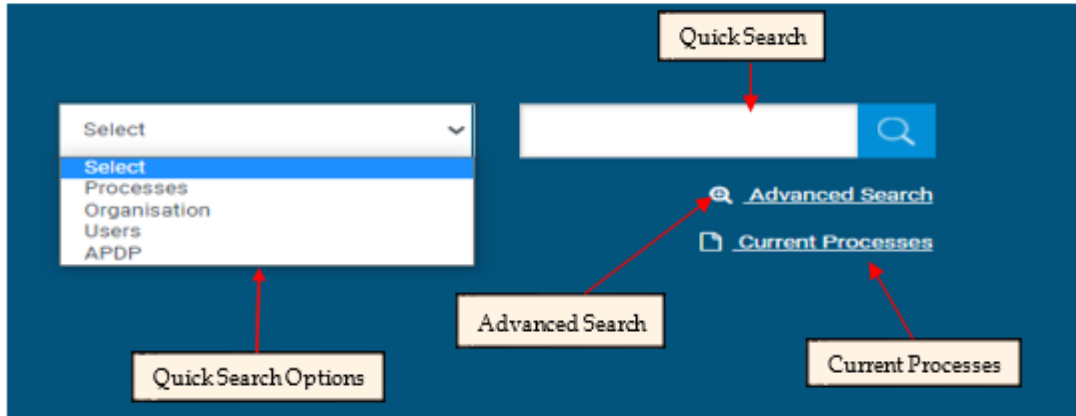 Quick Search
Select
Select
Processes
Organisation
Users
APDP
Advanced Search
Current Processes
Advanced Search
Quick Search Options
Current Processes